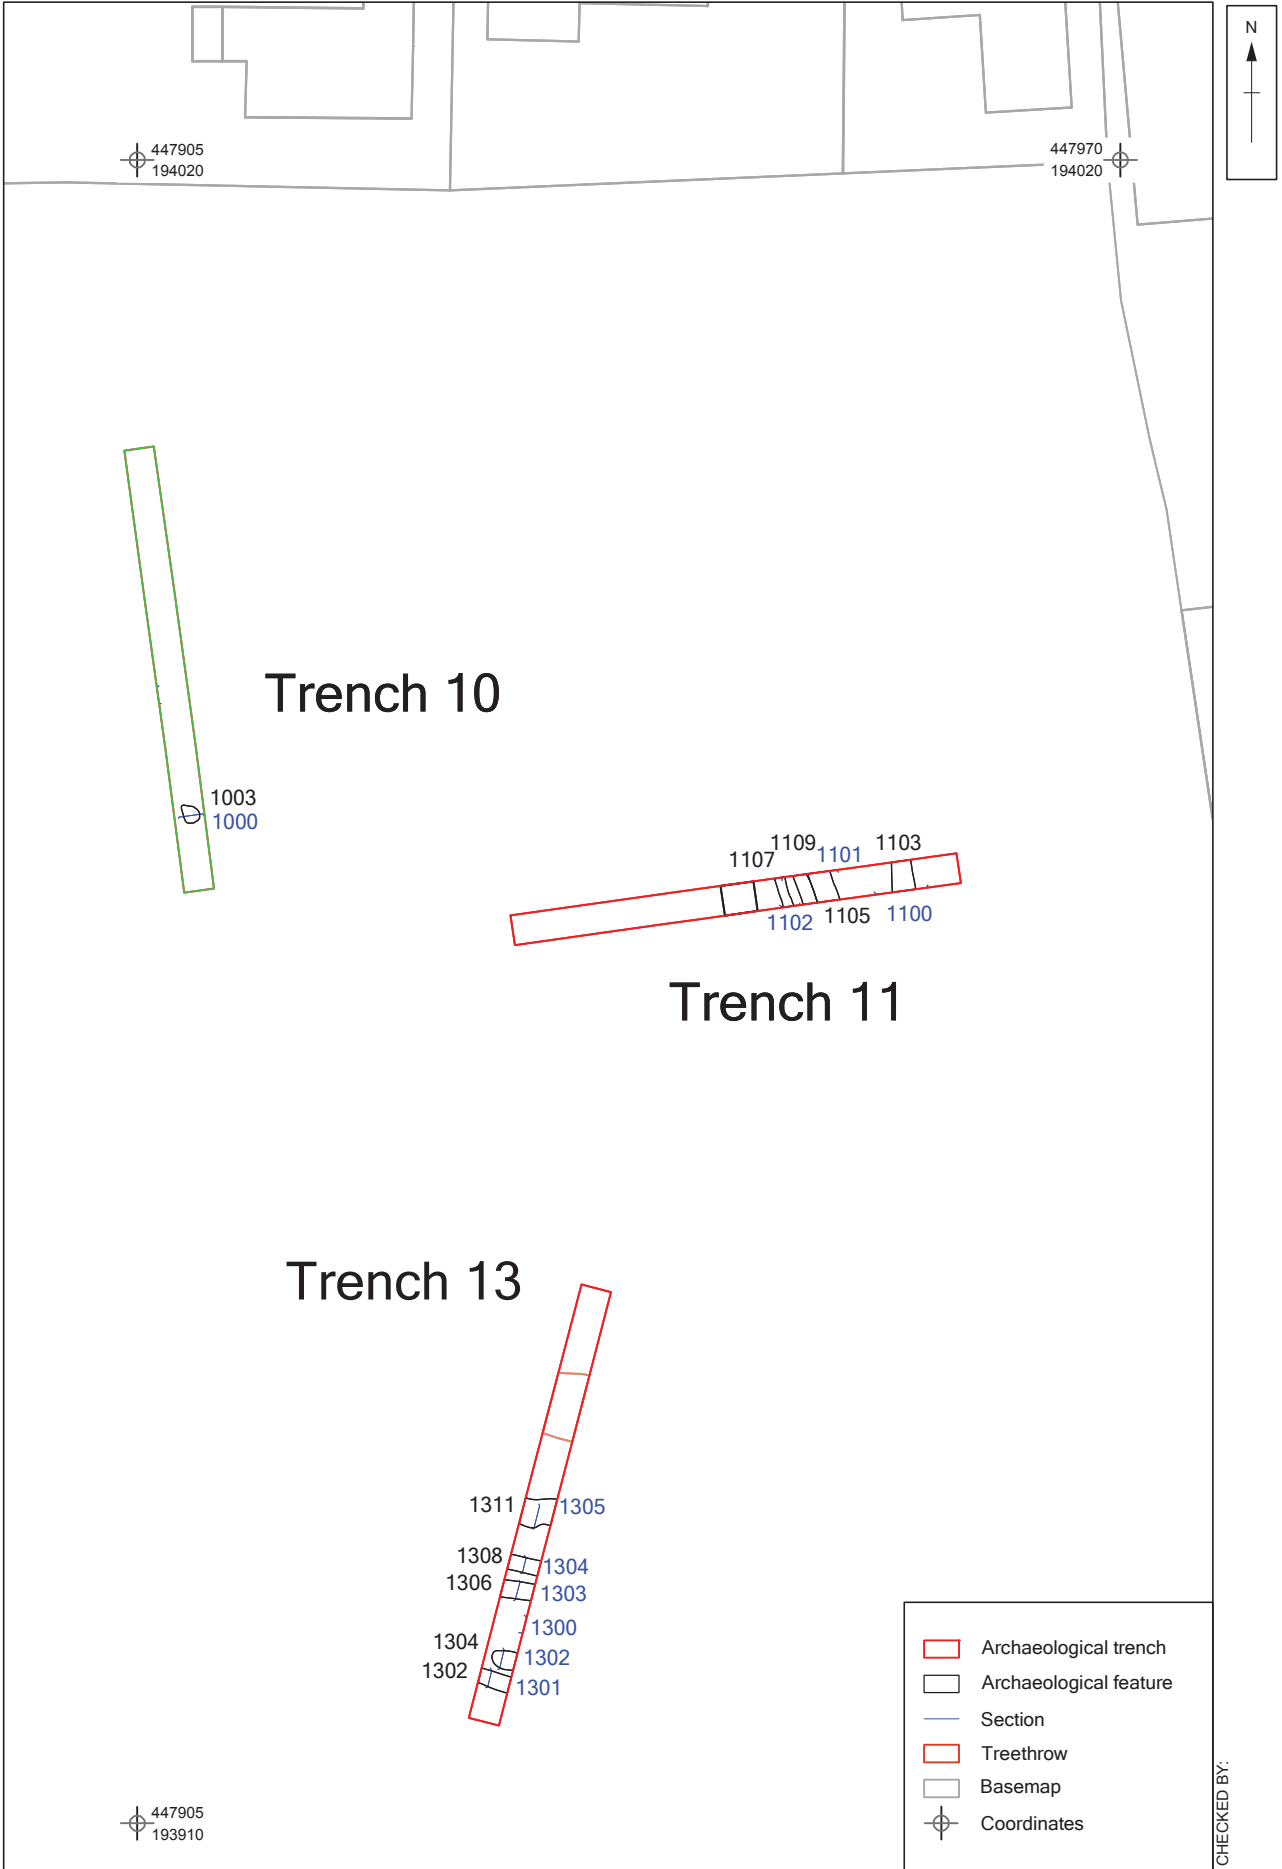 N
447905
194020
447970
194020
Trench 10
1003
1000
1109
1103
1107
1101
1105
1102
1100
Trench 11
Trench 13
1311
1305
1308
1304
1306
1303
1300
1304
1302
1302
1301
Archaeological trench
Archaeological feature
Section
Treethrow
Basemap
Coordinates
447905
193910
CHECKED BY: